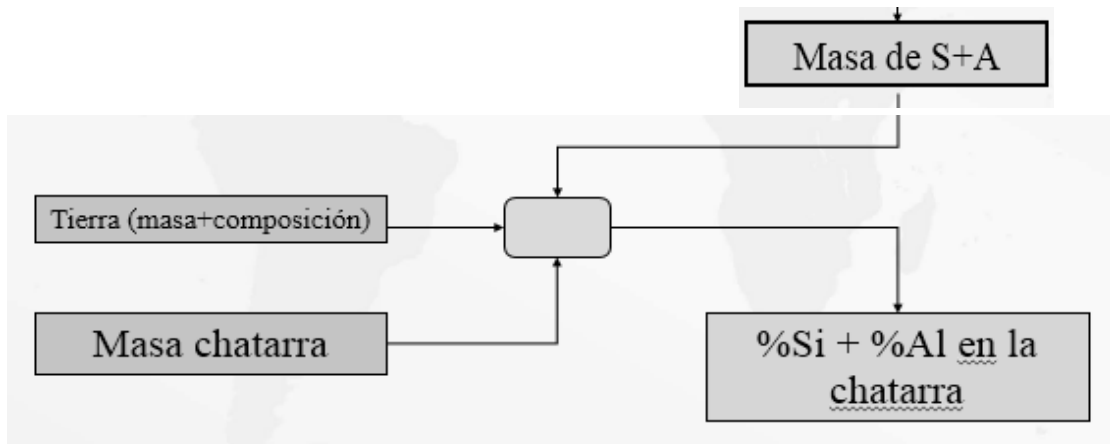 Masa de S+A
Tierra (masa+composición)
Masa chatarra
%Si + %Al en la
chatarra